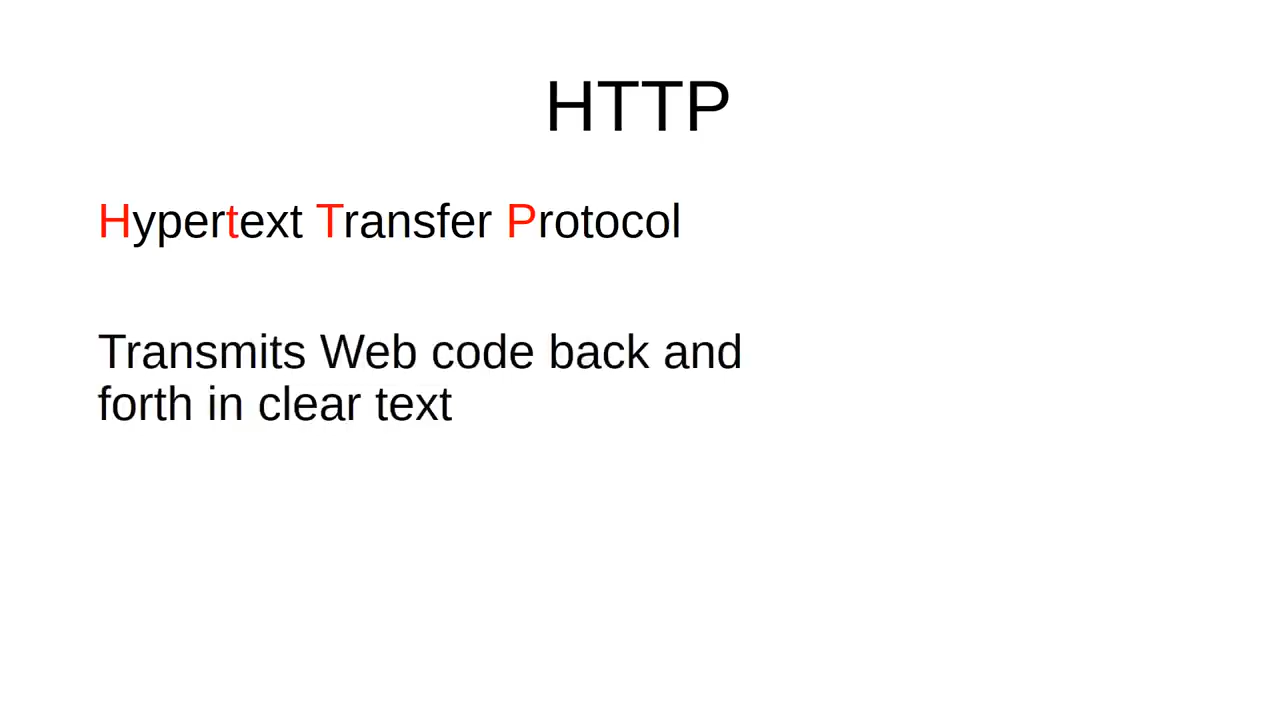 HTTP
Hypertext Transfer Protocol
Transmits Web code back and
forth in clear text